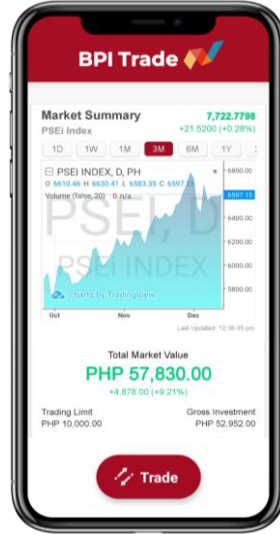 BPI Trade
Market Summary
7,722.7798
PSEi Index
+21.5200 (+0.28%)
1D 1W 1M 3M 6M 1Y
PSEI INDEX, D, PH
O 6610.46 H 6630.41 L 6583.35 C 6597.15
Volume (false, 20) 0 n/a
PSEI, D
PSEI INDEX
6800.00
6597.15
6400.00
6200.00
6000.00
5800.00
Charts by TradingView
Oct Nov Dec
Last Updated: 12:36:35 pm
Total Market Value
PHP 57,830.00
+4,878.00 (+9.21%)
Trading Limit
Gross Investment
PHP 10,000.00
PHP 52,952.00
Trade